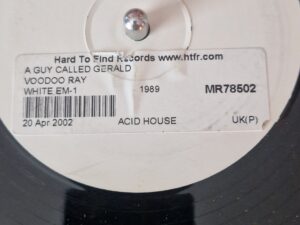 Hard To Find Records www.htfr.com
A GUY CALLED GERALD
VOODOO RAY
WHITE EM-1 1989 MR78502
20 Apr 2002 ACID HOUSE UK(P)